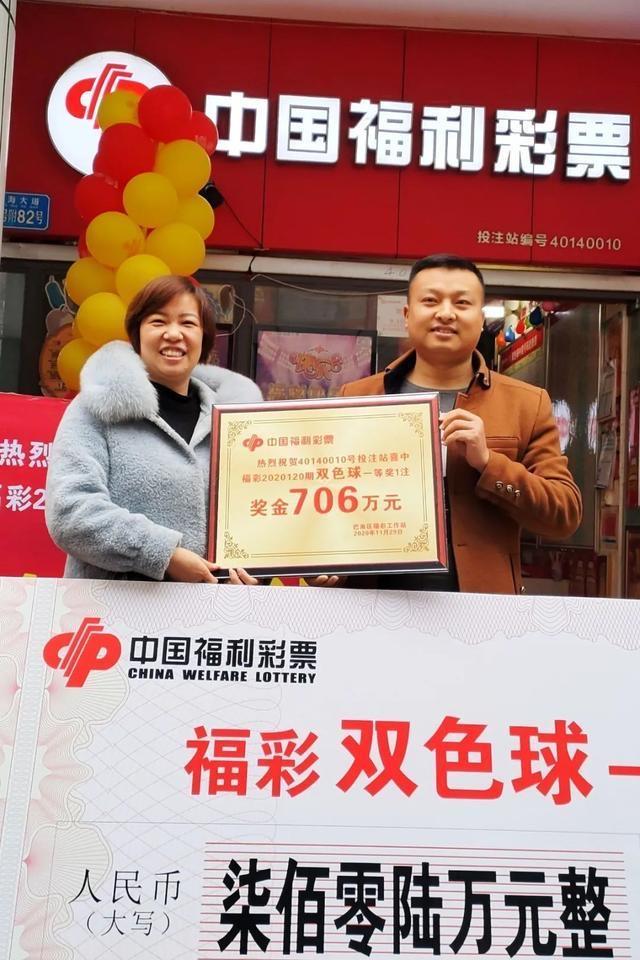 中国福利彩票
海大道
附82号
投注站编号40140010
热烈
中国福利彩票
热烈祝贺40140010号投注站喜中
福彩2020120期双色球一等奖1注
奖金706万元
巴南区福彩工作站
2020年11月29日
福彩2
中国福利彩票
CHINA WELFARE LOTTERY
福彩双色球一
人民币
（大写）
柒佰零陆万元整